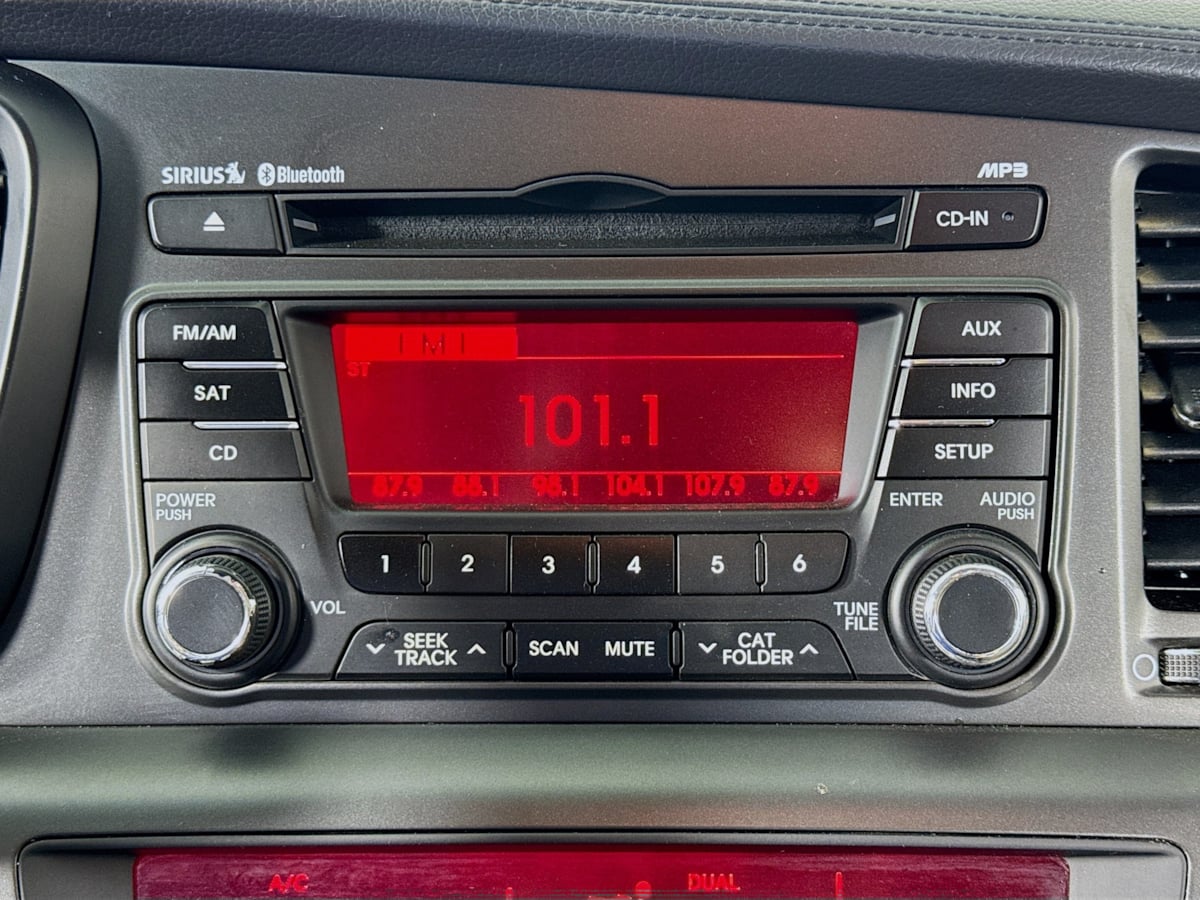 SIRIUS Bluetooth MP3
CD-IN
FM/AM AUX
ST
SAT INFO
101.1
CD SETUP
87.9 88.1 98.1 104.1 107.9 87.9
POWER PUSH ENTER AUDIO PUSH
1 2 3 4 5 6
VOL TUNE FILE
SEEK TRACK SCAN MUTE CAT FOLDER
A/C DUAL